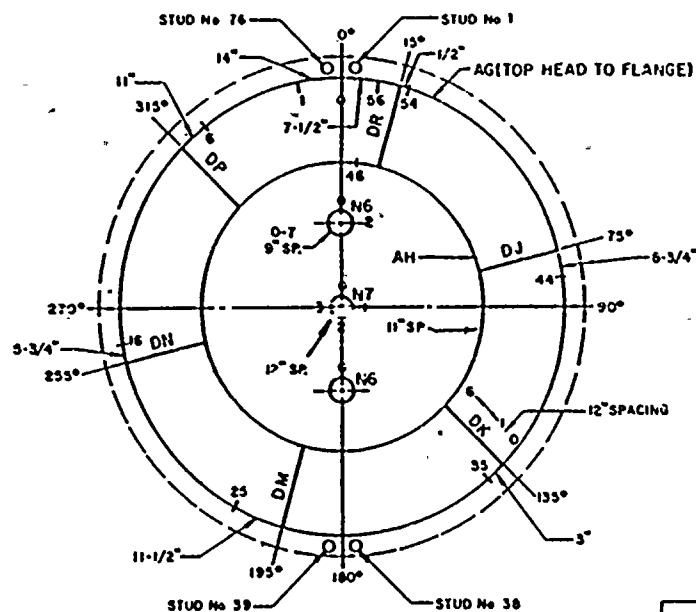 STUD No 76
STUD No 1
0°
14"
15°
1/2"
AG(TOP HEAD TO FLANGE)
11"
315°
1
56
54
7-1/2"
DR
6
DP
46
N6
2
0-7
9" SP.
AH
DJ
75°
44
6-3/4"
N7
270°
90°
16
DN
11" SP
5-3/4"
255°
2
12" SP.
N6
6
1
0
12" SPACING
DK
35
135°
25
DM
3"
11-1/2"
195°
180°
STUD No 39
STUD No 38